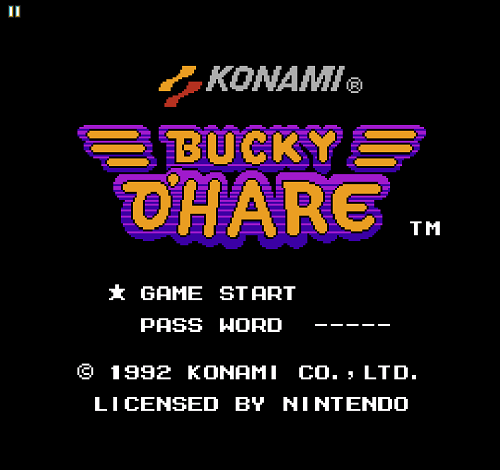 KONAMI®
BUCKY
O'HARE
TM
★ GAME START
PASS WORD -----
© 1992 KONAMI CO.,LTD.
LICENSED BY NINTENDO